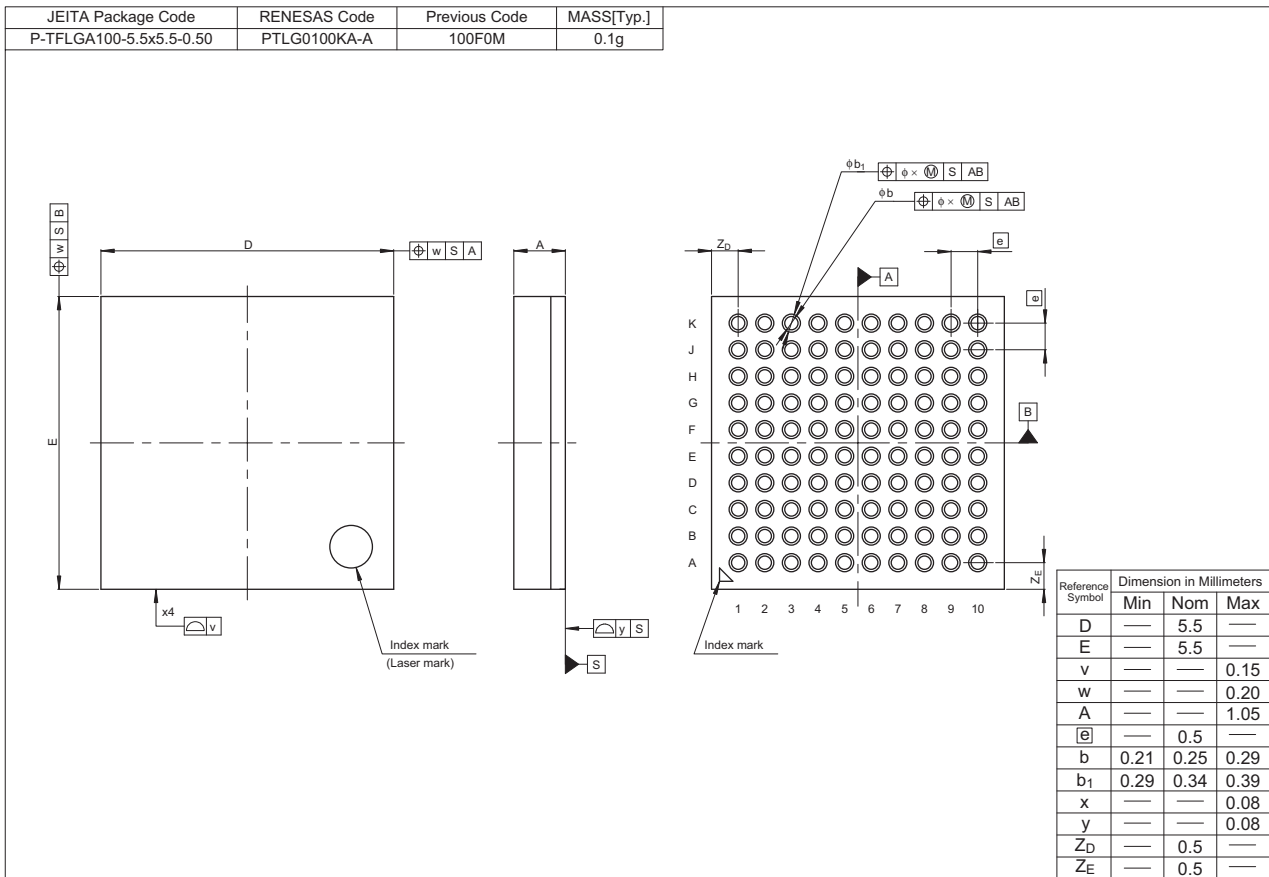 JEITA Package Code RENESAS Code Previous Code MASS[Typ.]
P-TFLGA100-5.5x5.5-0.50 PTLG0100KA-A 100F0M 0.1g
φb1 ⌖ φ× Ⓜ S AB
φb ⌖ φ× Ⓜ S AB
⌖ w S B
D
⌖ w S A
A
ZD
e
A
e
K
J
H
G
F
E
D
C
B
A
B
E
ZE
1 2 3 4 5 6 7 8 9 10
x4
⌓ v
Index mark
(Laser mark)
⌓ y S
S
Index mark
Reference Symbol Dimension in Millimeters
Min Nom Max
D — 5.5 —
E — 5.5 —
v — — 0.15
w — — 0.20
A — — 1.05
e — 0.5 —
b 0.21 0.25 0.29
b1 0.29 0.34 0.39
x — — 0.08
y — — 0.08
ZD — 0.5 —
ZE — 0.5 —